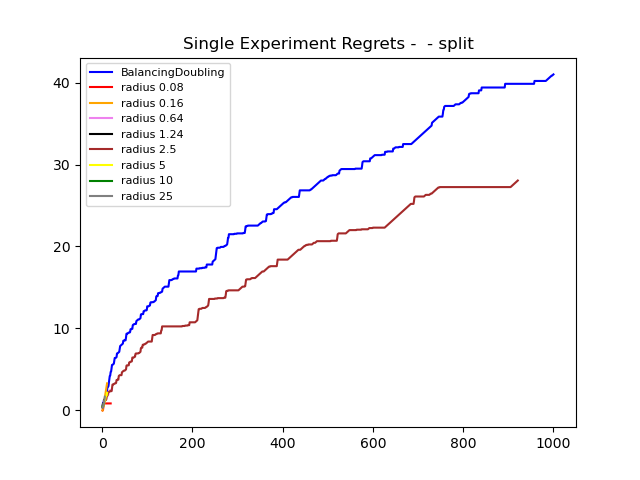 Single Experiment Regrets -  - split
BalancingDoubling
radius 0.08
radius 0.16
radius 0.64
radius 1.24
radius 2.5
radius 5
radius 10
radius 25
40
30
20
10
0
0 200 400 600 800 1000